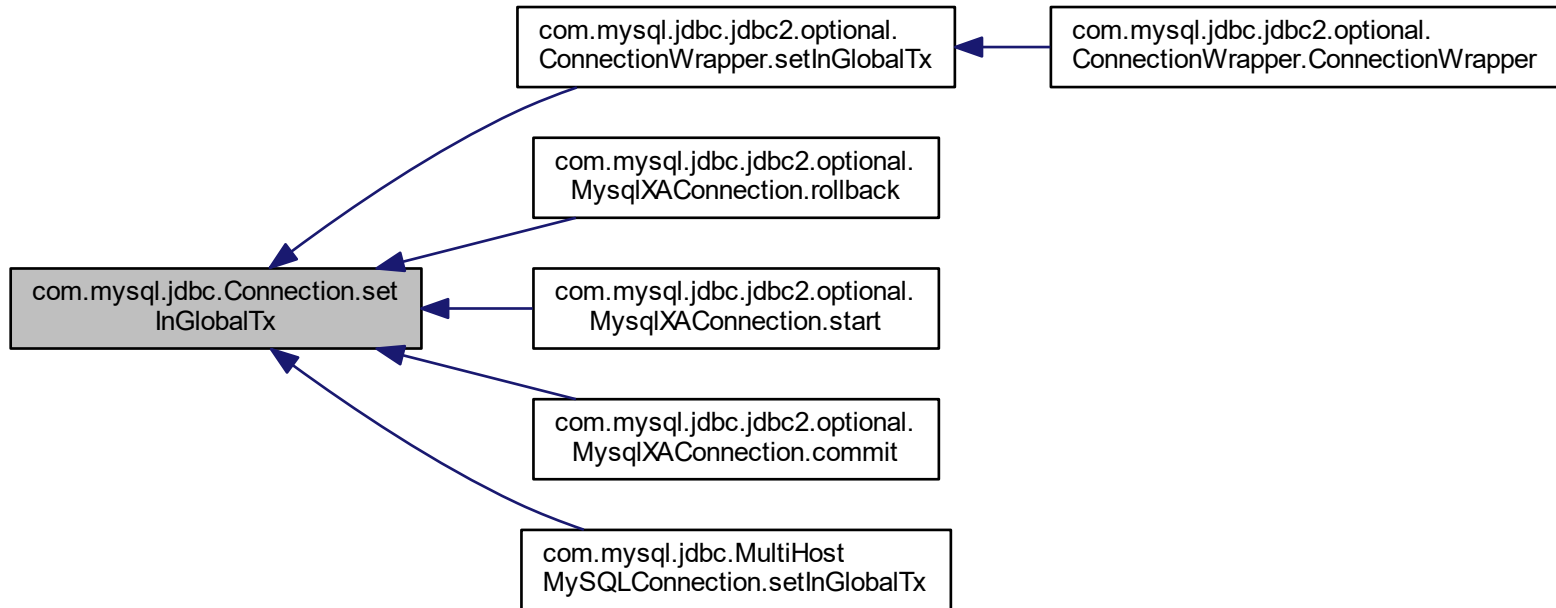 com.mysql.jdbc.jdbc2.optional.
ConnectionWrapper.setInGlobalTx
com.mysql.jdbc.jdbc2.optional.
ConnectionWrapper.ConnectionWrapper
com.mysql.jdbc.jdbc2.optional.
MysqlXAConnection.rollback
com.mysql.jdbc.Connection.set
InGlobalTx
com.mysql.jdbc.jdbc2.optional.
MysqlXAConnection.start
com.mysql.jdbc.jdbc2.optional.
MysqlXAConnection.commit
com.mysql.jdbc.MultiHost
MySQLConnection.setInGlobalTx